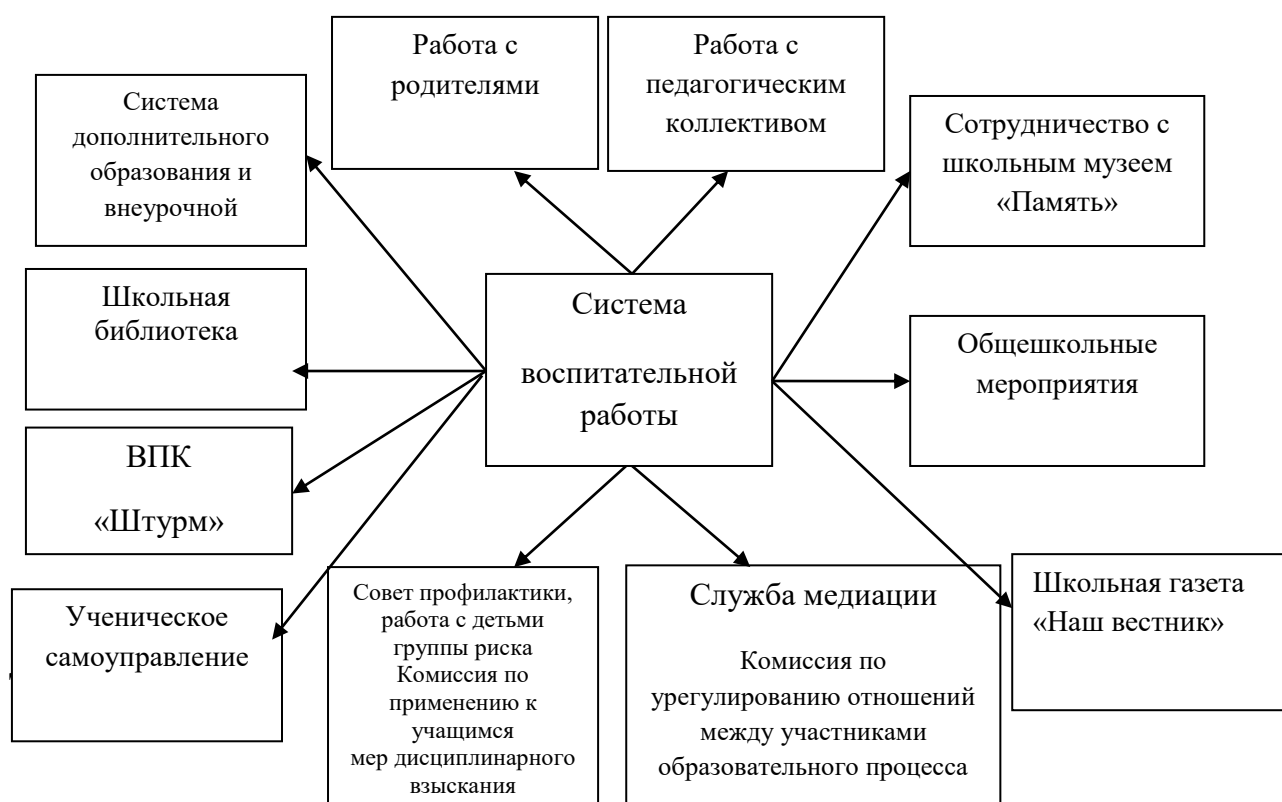 Работа с
родителями
Работа с
педагогическим
коллективом
Система
дополнительного
образования и
внеурочной
Сотрудничество с
школьным музеем
«Память»
Школьная
библиотека
Система
воспитательной
работы
Общешкольные
мероприятия
ВПК
«Штурм»
Ученическое
самоуправление
Совет профилактики,
работа с детьми
группы риска
Комиссия по
применению к
учащимся
мер дисциплинарного
взыскания
Служба медиации
Комиссия по
урегулированию отношений
между участниками
образовательного процесса
Школьная газета
«Наш вестник»